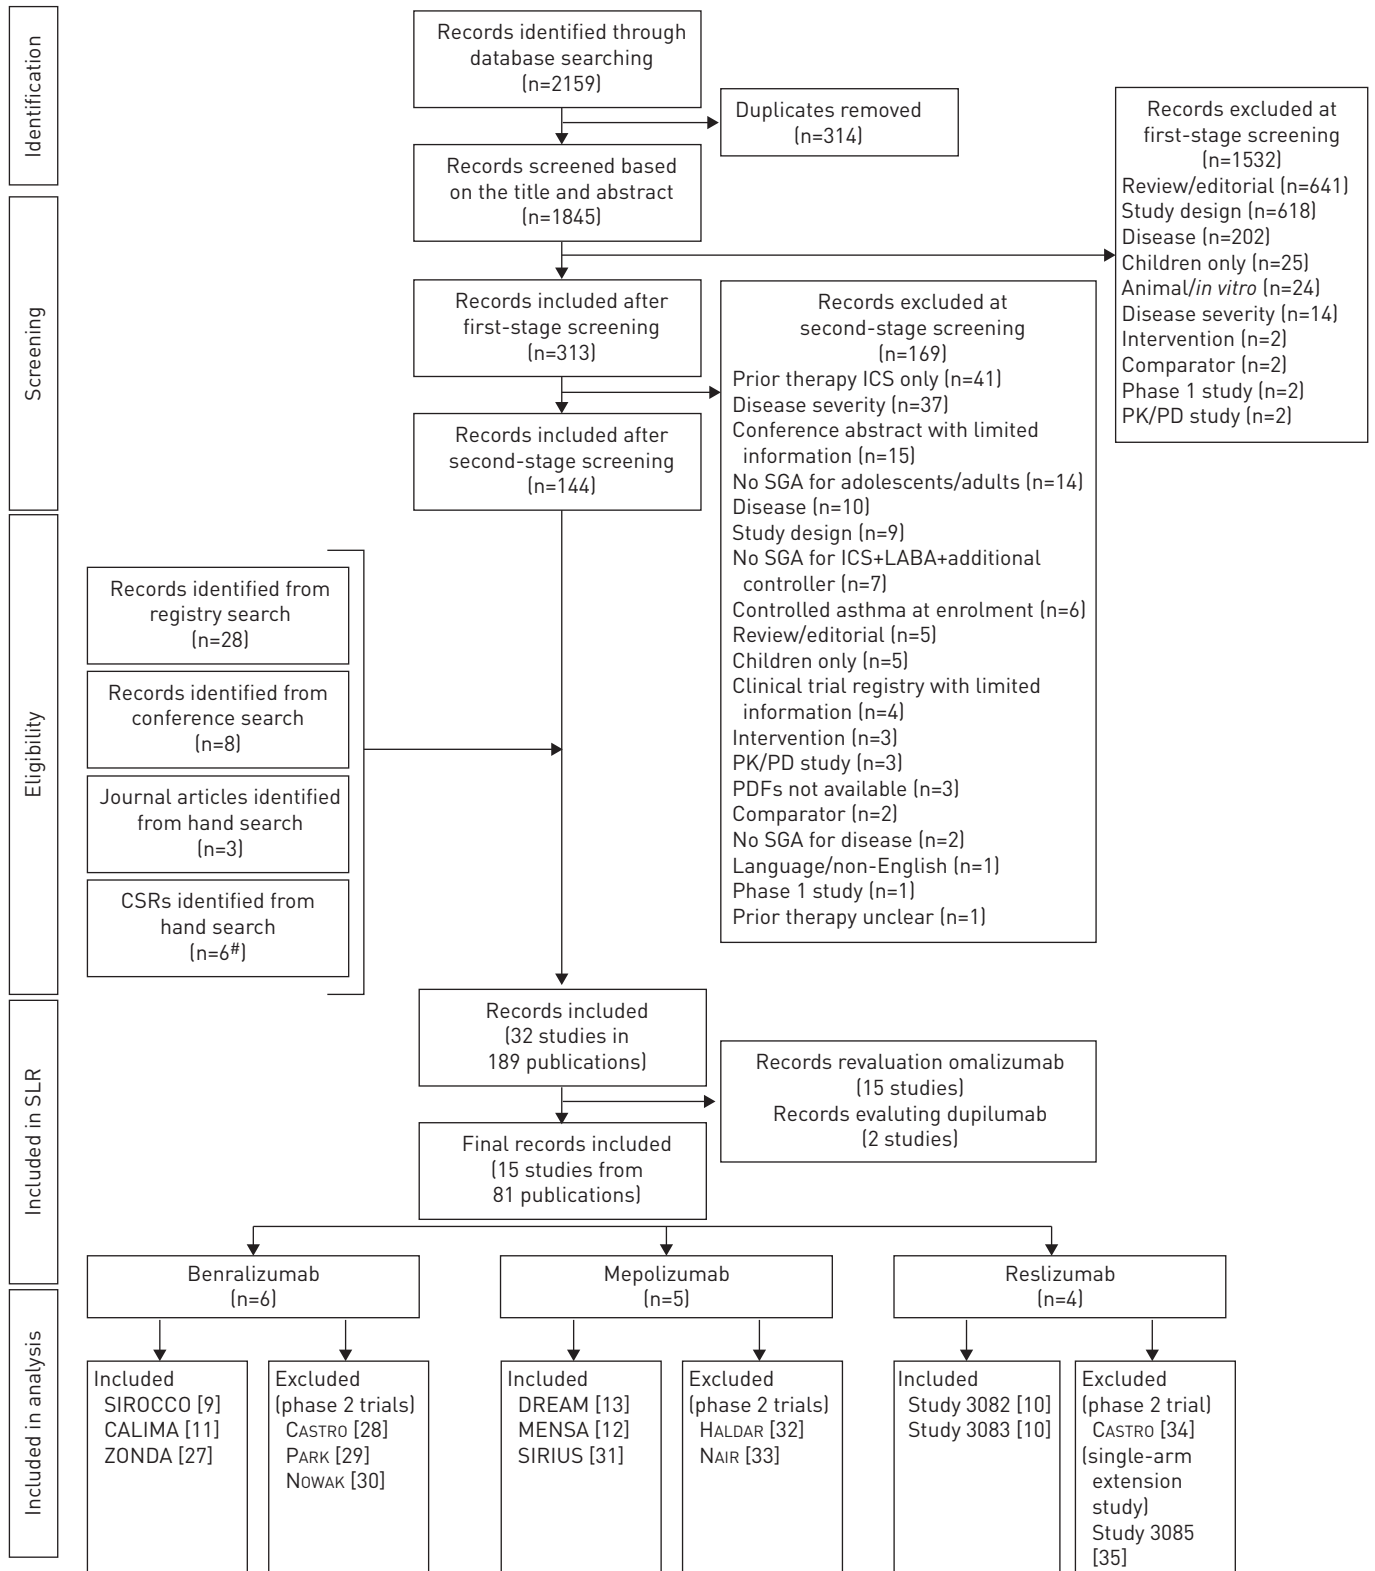 Identification
Records identified through
database searching
(n=2159)
Duplicates removed
(n=314)
Records screened based
on the title and abstract
(n=1845)
Records excluded at
first-stage screening
(n=1532)
Review/editorial (n=641)
Study design (n=618)
Disease (n=202)
Children only (n=25)
Animal/in vitro (n=24)
Disease severity (n=14)
Intervention (n=2)
Comparator (n=2)
Phase 1 study (n=2)
PK/PD study (n=2)
Screening
Records included after
first-stage screening
(n=313)
Records excluded at
second-stage screening
(n=169)
Prior therapy ICS only (n=41)
Disease severity (n=37)
Conference abstract with limited
information (n=15)
No SGA for adolescents/adults (n=14)
Disease (n=10)
Study design (n=9)
No SGA for ICS+LABA+additional
controller (n=7)
Controlled asthma at enrolment (n=6)
Review/editorial (n=5)
Children only (n=5)
Clinical trial registry with limited
information (n=4)
Intervention (n=3)
PK/PD study (n=3)
PDFs not available (n=3)
Comparator (n=2)
No SGA for disease (n=2)
Language/non-English (n=1)
Phase 1 study (n=1)
Prior therapy unclear (n=1)
Records included after
second-stage screening
(n=144)
Eligibility
Records identified from
registry search
(n=28)
Records identified from
conference search
(n=8)
Journal articles identified
from hand search
(n=3)
CSRs identified from
hand search
(n=6#)
Included in SLR
Records included
(32 studies in
189 publications)
Records revaluation omalizumab
(15 studies)
Records evaluting dupilumab
(2 studies)
Final records included
(15 studies from
81 publications)
Benralizumab
(n=6)
Mepolizumab
(n=5)
Reslizumab
(n=4)
Included in analysis
Included
SIROCCO [9]
CALIMA [11]
ZONDA [27]
Excluded
(phase 2 trials)
CASTRO [28]
PARK [29]
NOWAK [30]
Included
DREAM [13]
MENSA [12]
SIRIUS [31]
Excluded
(phase 2 trials)
HALDAR [32]
NAIR [33]
Included
Study 3082 [10]
Study 3083 [10]
Excluded
(phase 2 trial)
CASTRO [34]
(single-arm
extension
study)
Study 3085
[35]